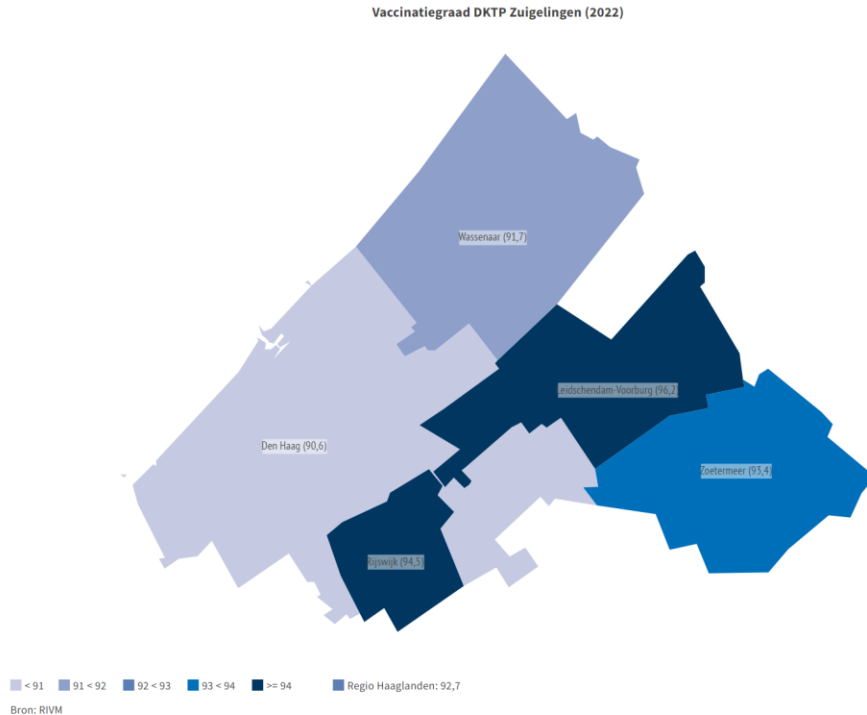 Vaccinatiegraad DKTP Zuigelingen (2022)
Wassenaar (91,7)
Leidschendam-Voorburg (96,2)
Den Haag (90,6)
Zoetermeer (93,4)
Rijswijk (94,5)
< 91 91 < 92 92 < 93 93 < 94 >= 94 Regio Haaglanden: 92,7
Bron: RIVM